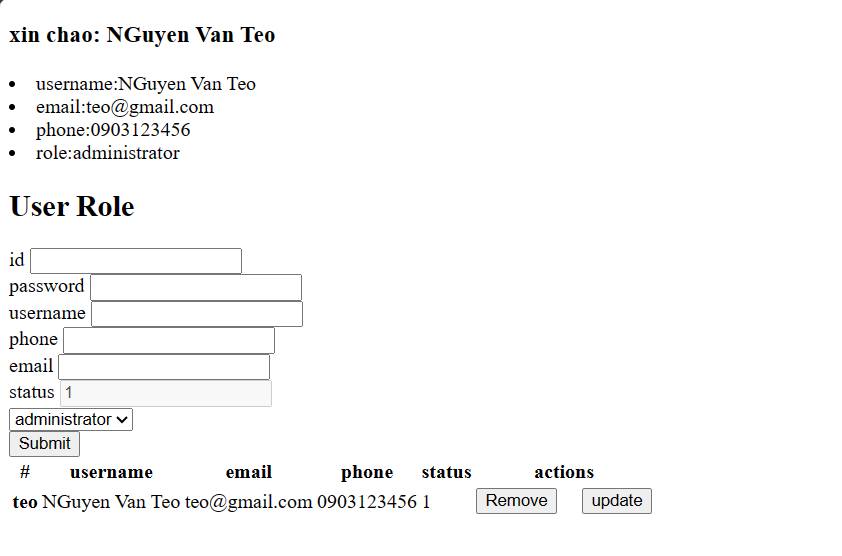 xin chao: NGuyen Van Teo
username:NGuyen Van Teo
email:teo@gmail.com
phone:0903123456
role:administrator
User Role
id
password
username
phone
email
status 1
administrator
Submit
# username email phone status actions
teo NGuyen Van Teo teo@gmail.com 0903123456 1 Remove update